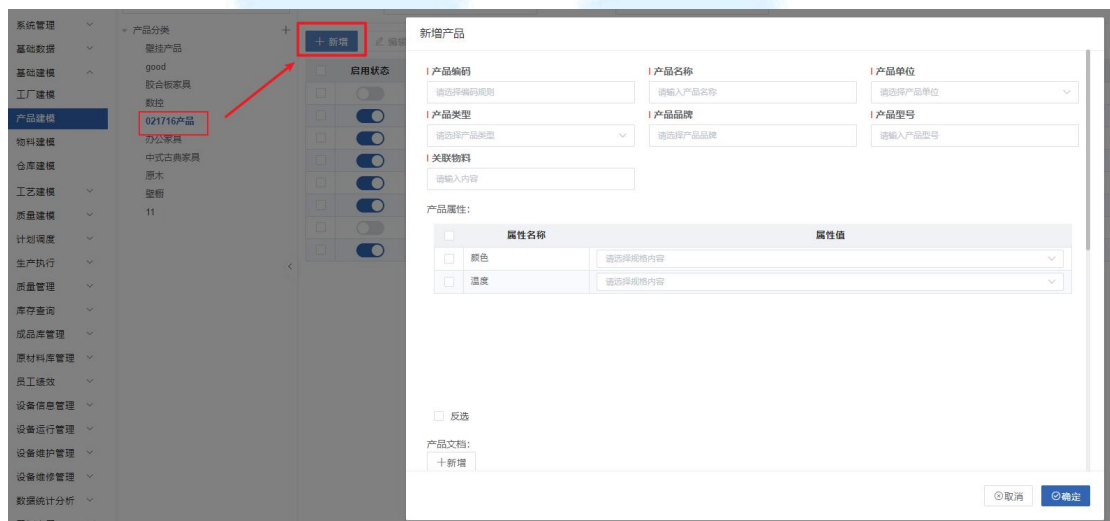 系统管理
基础数据
基础建模
工厂建模
产品建模
物料建模
仓库建模
工艺建模
质量建模
计划调度
生产执行
质量管理
库存查询
成品库管理
原材料库管理
员工绩效
设备信息管理
设备运行管理
设备维护管理
设备维修管理
数据统计分析
产品分类
壁挂产品
good
胶合板家具
数控
021716产品
办公家具
中式古典家具
原木
壁橱
11
+ 新增
编辑
启用状态
新增产品
产品编码 产品名称 产品单位
请选择编码规则 请输入产品名称 请选择产品单位
产品类型 产品品牌 产品型号
请选择产品类型 请选择产品品牌 请输入产品型号
关联物料
请输入内容
产品属性：
属性名称 属性值
颜色 请选择规格内容
温度 请选择规格内容
反选
产品文档：
+新增
取消 确定